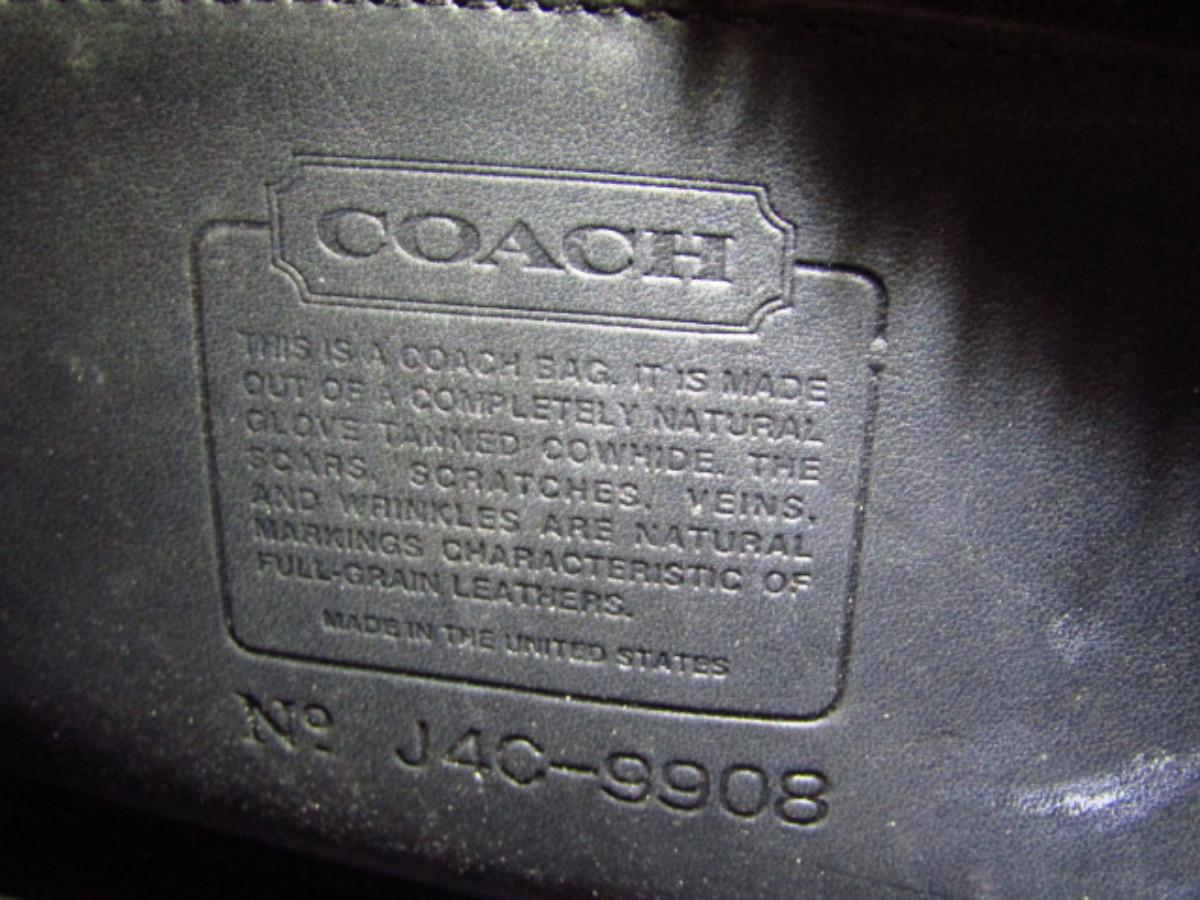 COACH
THIS IS A COACH BAG. IT IS MADE
OUT OF A COMPLETELY NATURAL
GLOVE TANNED COWHIDE. THE
SCARS, SCRATCHES, VEINS,
AND WRINKLES ARE NATURAL
MARKINGS CHARACTERISTIC OF
FULL-GRAIN LEATHERS.
MADE IN THE UNITED STATES
Nº J4C-9908